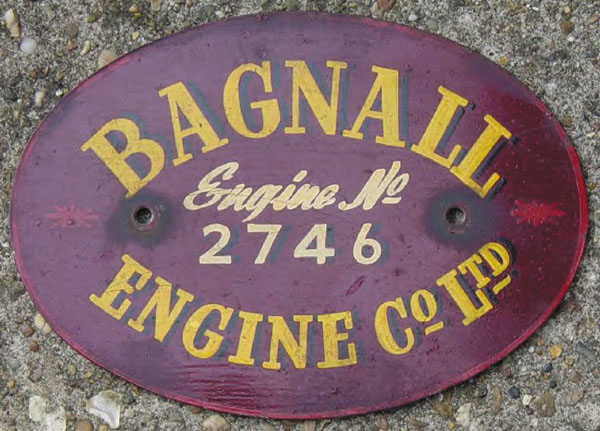 BAGNALL
Engine No
2746
ENGINE Co LTD